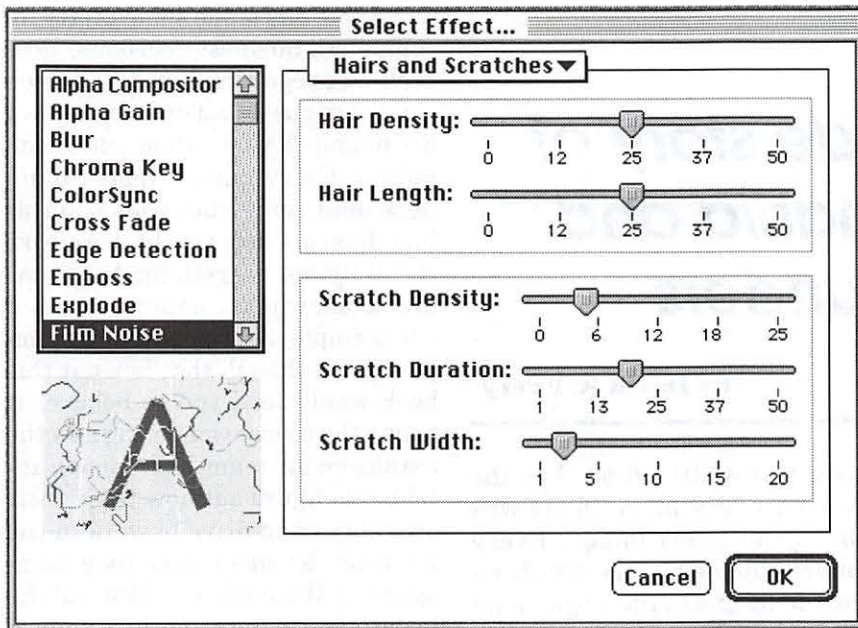 Select Effect...
Alpha Compositor
Alpha Gain
Blur
Chroma Key
ColorSync
Cross Fade
Edge Detection
Emboss
Explode
Film Noise
A
Hairs and Scratches
Hair Density:
0 12 25 37 50
Hair Length:
0 12 25 37 50
Scratch Density:
0 6 12 18 25
Scratch Duration:
1 13 25 37 50
Scratch Width:
1 5 10 15 20
Cancel
OK